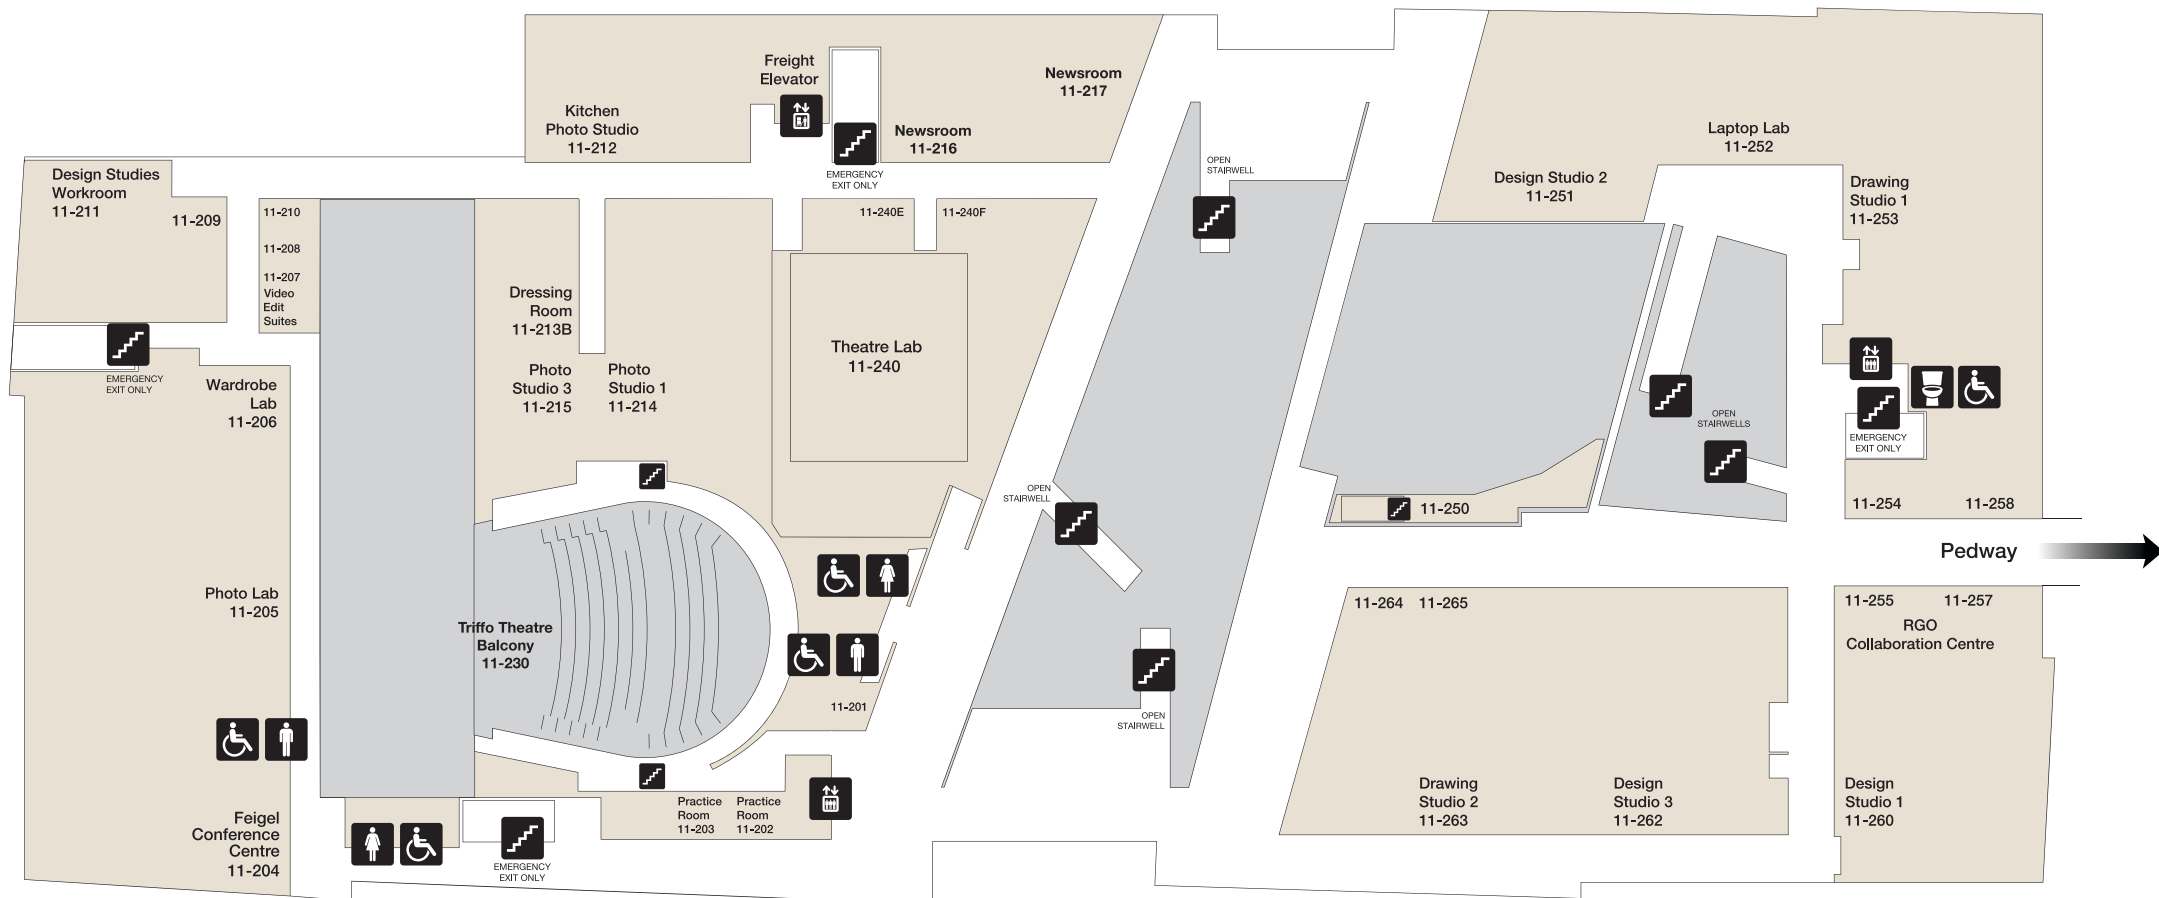 Freight
Elevator
Newsroom
11-217
Kitchen
Photo Studio
11-212
Newsroom
11-216
EMERGENCY
EXIT ONLY
Laptop Lab
11-252
OPEN
STAIRWELL
Design Studio 2
11-251
Drawing
Studio 1
11-253
Design Studies
Workroom
11-211
11-209
11-210
11-208
11-207
Video
Edit
Suites
11-240E
11-240F
Dressing
Room
11-213B
Photo
Studio 3
11-215
Photo
Studio 1
11-214
Theatre Lab
11-240
EMERGENCY
EXIT ONLY
Wardrobe
Lab
11-206
OPEN
STAIRWELLS
EMERGENCY
EXIT ONLY
OPEN
STAIRWELL
11-250
11-254
11-258
Pedway
Photo Lab
11-205
Triffo Theatre
Balcony
11-230
11-264
11-265
11-255
11-257
RGO
Collaboration Centre
11-201
OPEN
STAIRWELL
Feigel
Conference
Centre
11-204
EMERGENCY
EXIT ONLY
Practice
Room
11-203
Practice
Room
11-202
Drawing
Studio 2
11-263
Design
Studio 3
11-262
Design
Studio 1
11-260